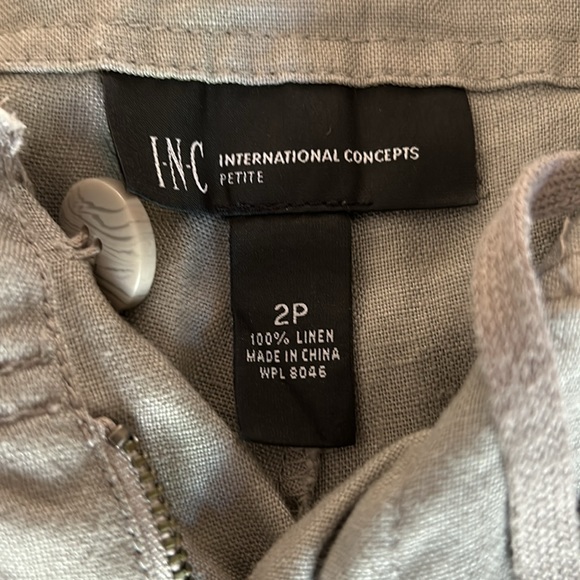 I·N·C INTERNATIONAL CONCEPTS
PETITE
2P
100% LINEN
MADE IN CHINA
WPL 8046